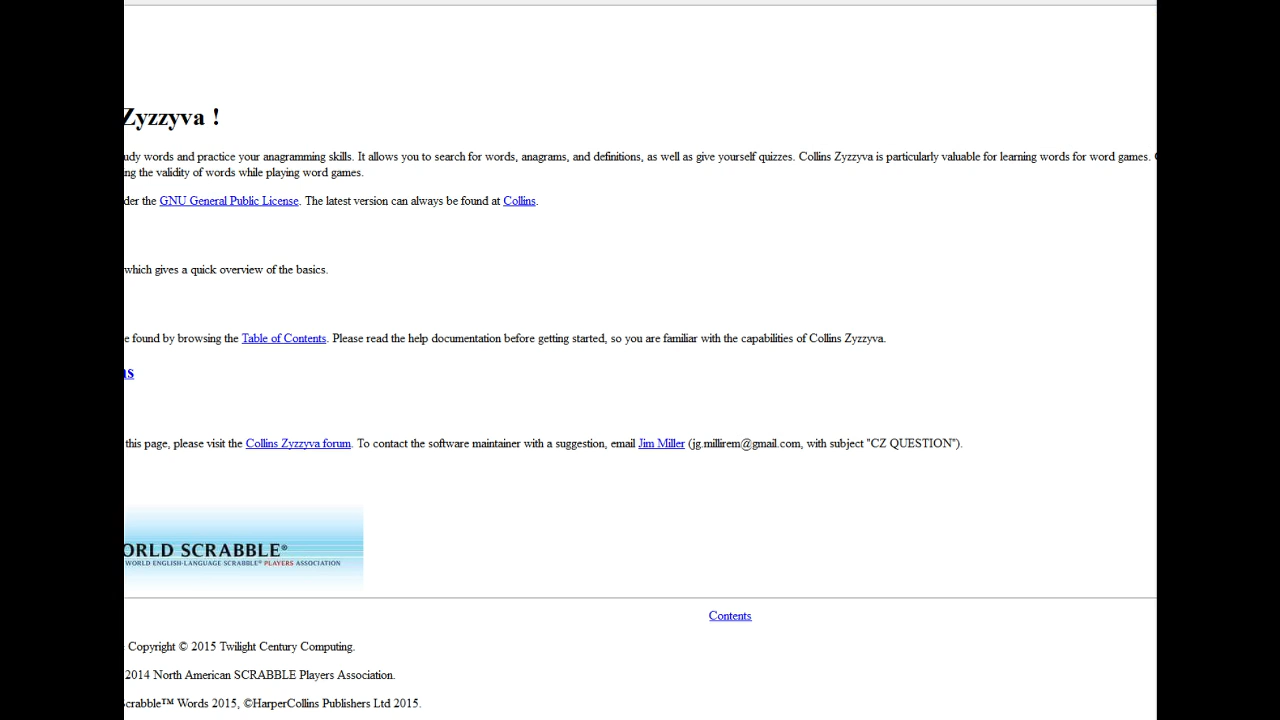 Zyzzyva !
udy words and practice your anagramming skills. It allows you to search for words, anagrams, and definitions, as well as give yourself quizzes. Collins Zyzzyva is particularly valuable for learning words for word games.
ng the validity of words while playing word games.
der the GNU General Public License. The latest version can always be found at Collins.
which gives a quick overview of the basics.
e found by browsing the Table of Contents. Please read the help documentation before getting started, so you are familiar with the capabilities of Collins Zyzzyva.
ns
this page, please visit the Collins Zyzzyva forum. To contact the software maintainer with a suggestion, email Jim Miller (jg.millirem@gmail.com, with subject "CZ QUESTION").
ORLD SCRABBLE®
WORLD ENGLISH-LANGUAGE SCRABBLE® PLAYERS ASSOCIATION
Contents
Copyright © 2015 Twilight Century Computing.
2014 North American SCRABBLE Players Association.
Scrabble™ Words 2015, ©HarperCollins Publishers Ltd 2015.